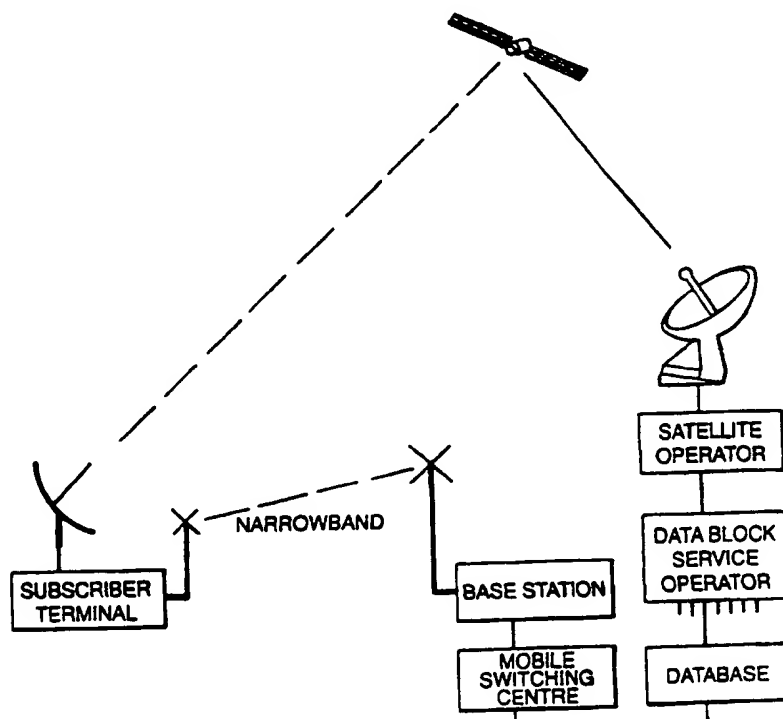 SATELLITE
OPERATOR
NARROWBAND
DATA BLOCK
SERVICE
OPERATOR
SUBSCRIBER
TERMINAL
BASE STATION
MOBILE
SWITCHING
CENTRE
DATABASE